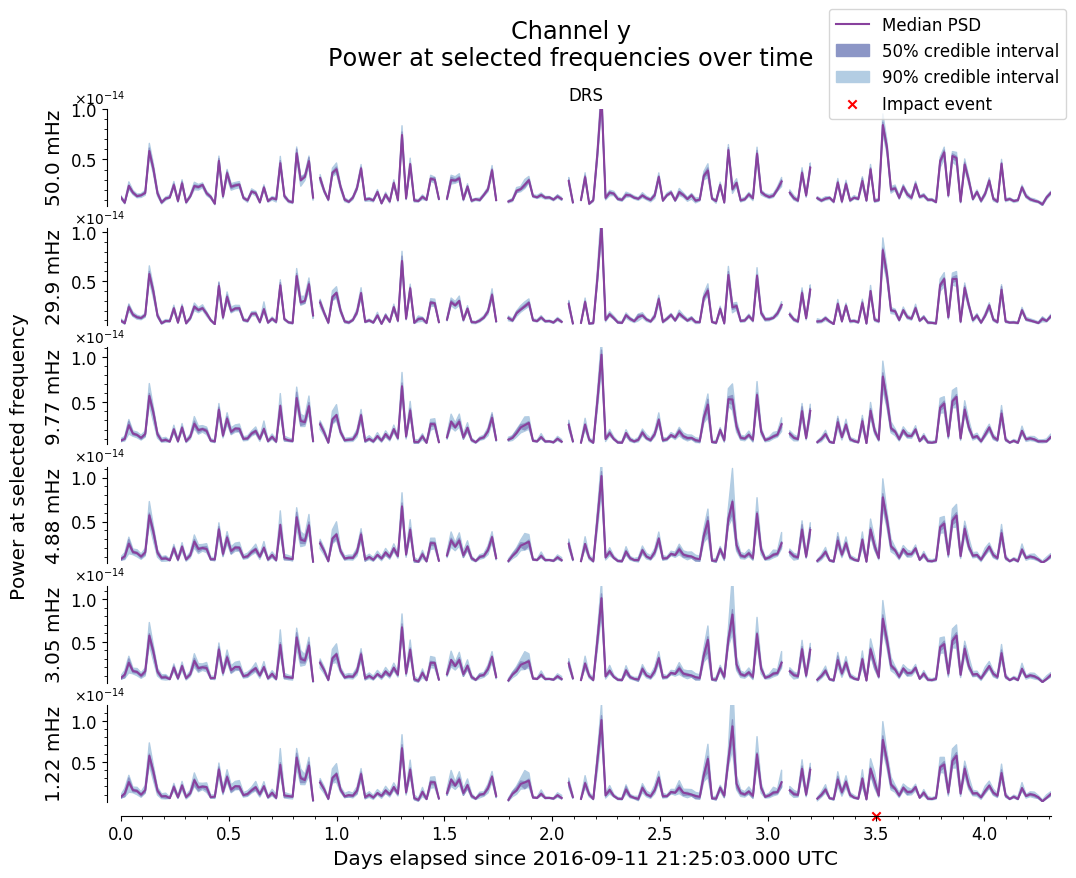 Channel y
Power at selected frequencies over time
Median PSD
50% credible interval
90% credible interval
Impact event
DRS
×10⁻¹⁴
1.0
0.5
50.0 mHz
×10⁻¹⁴
0.5
29.9 mHz
×10⁻¹⁴
1.0
0.5
9.77 mHz
×10⁻¹⁴
1.0
0.5
4.88 mHz
×10⁻¹⁴
1.0
0.5
3.05 mHz
×10⁻¹⁴
1.0
0.5
1.22 mHz
Power at selected frequency
0.0 0.5 1.0 1.5 2.0 2.5 3.0 3.5 4.0
Days elapsed since 2016-09-11 21:25:03.000 UTC